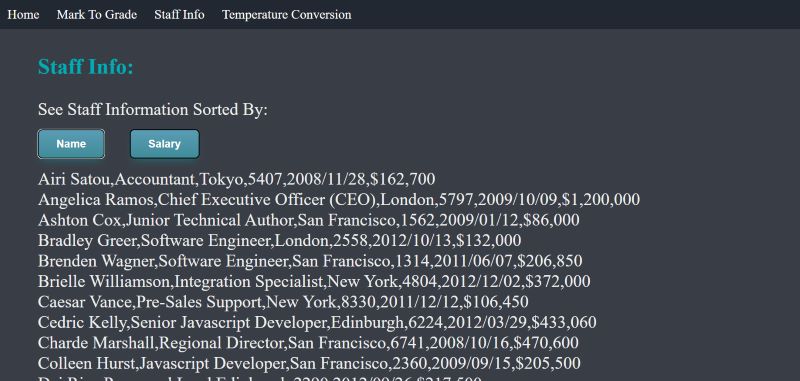 Home Mark To Grade Staff Info Temperature Conversion
Staff Info:
See Staff Information Sorted By:
Name Salary
Airi Satou,Accountant,Tokyo,5407,2008/11/28,$162,700
Angelica Ramos,Chief Executive Officer (CEO),London,5797,2009/10/09,$1,200,000
Ashton Cox,Junior Technical Author,San Francisco,1562,2009/01/12,$86,000
Bradley Greer,Software Engineer,London,2558,2012/10/13,$132,000
Brenden Wagner,Software Engineer,San Francisco,1314,2011/06/07,$206,850
Brielle Williamson,Integration Specialist,New York,4804,2012/12/02,$372,000
Caesar Vance,Pre-Sales Support,New York,8330,2011/12/12,$106,450
Cedric Kelly,Senior Javascript Developer,Edinburgh,6224,2012/03/29,$433,060
Charde Marshall,Regional Director,San Francisco,6741,2008/10/16,$470,600
Colleen Hurst,Javascript Developer,San Francisco,2360,2009/09/15,$205,500